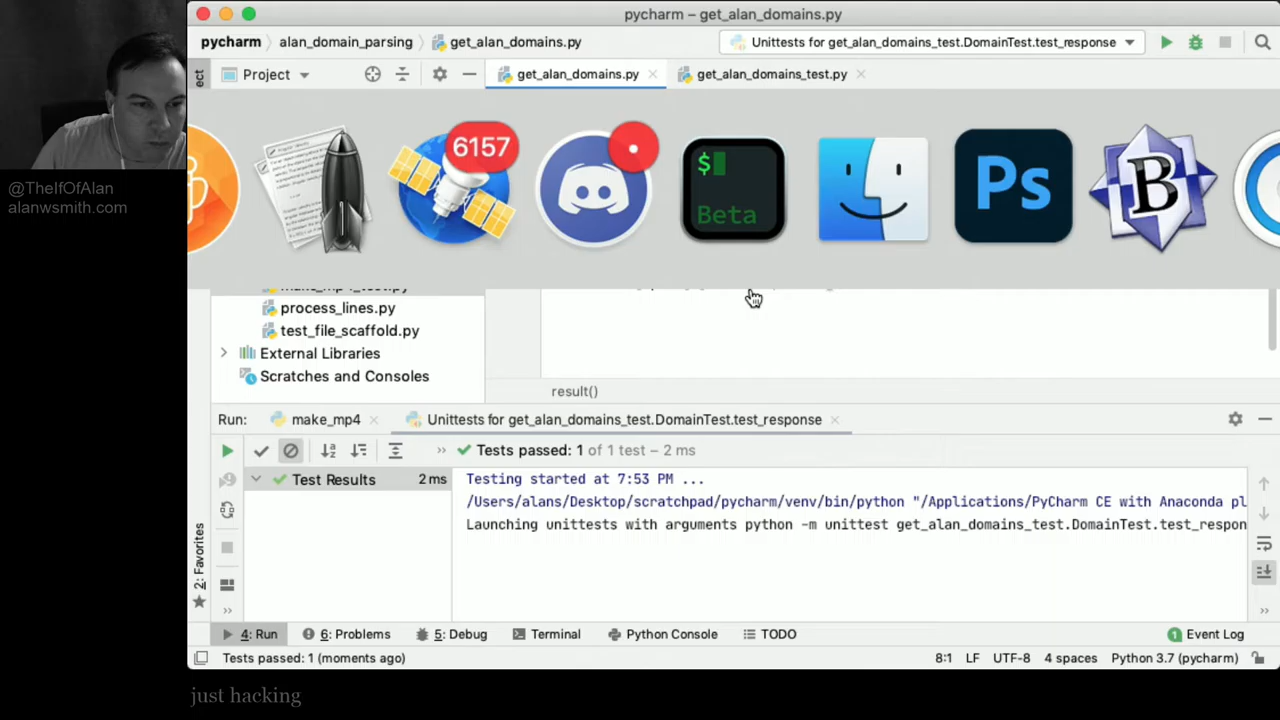 pycharm – get_alan_domains.py
pycharm alan_domain_parsing get_alan_domains.py Unittests for get_alan_domains_test.DomainTest.test_response
ect Project get_alan_domains.py get_alan_domains_test.py
6157
$
Beta
Ps
B
@TheIfOfAlan
alanwsmith.com
process_lines.py
test_file_scaffold.py
External Libraries
Scratches and Consoles
result()
Run: make_mp4 Unittests for get_alan_domains_test.DomainTest.test_response
Tests passed: 1 of 1 test – 2 ms
Test Results 2 ms
Testing started at 7:53 PM ...
/Users/alans/Desktop/scratchpad/pycharm/venv/bin/python "/Applications/PyCharm CE with Anaconda pl
Launching unittests with arguments python -m unittest get_alan_domains_test.DomainTest.test_respon
2: Favorites
4: Run 6: Problems 5: Debug Terminal Python Console TODO 1 Event Log
Tests passed: 1 (moments ago) 8:1 LF UTF-8 4 spaces Python 3.7 (pycharm)
just hacking